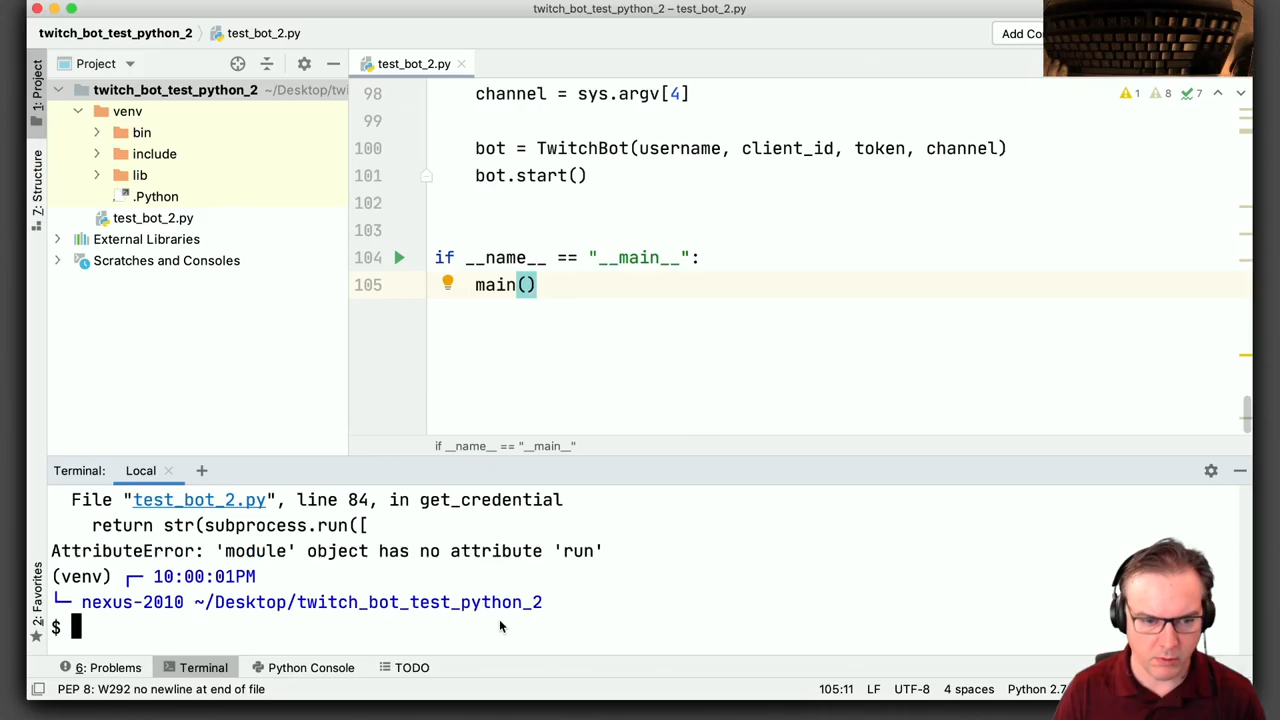 twitch_bot_test_python_2 – test_bot_2.py
twitch_bot_test_python_2
test_bot_2.py
Project
test_bot_2.py
1: Project
Z: Structure
2: Favorites
twitch_bot_test_python_2 ~/Desktop/twi
venv
bin
include
lib
.Python
test_bot_2.py
External Libraries
Scratches and Consoles
1 8 7
98 channel = sys.argv[4]
99
100 bot = TwitchBot(username, client_id, token, channel)
101 bot.start()
102
103
104 if __name__ == "__main__":
105 main()
if __name__ == "__main__"
Terminal: Local
File "test_bot_2.py", line 84, in get_credential
return str(subprocess.run([
AttributeError: 'module' object has no attribute 'run'
(venv) ┌─ 10:00:01PM
└─ nexus-2010 ~/Desktop/twitch_bot_test_python_2
$
6: Problems Terminal Python Console TODO
PEP 8: W292 no newline at end of file 105:11 LF UTF-8 4 spaces